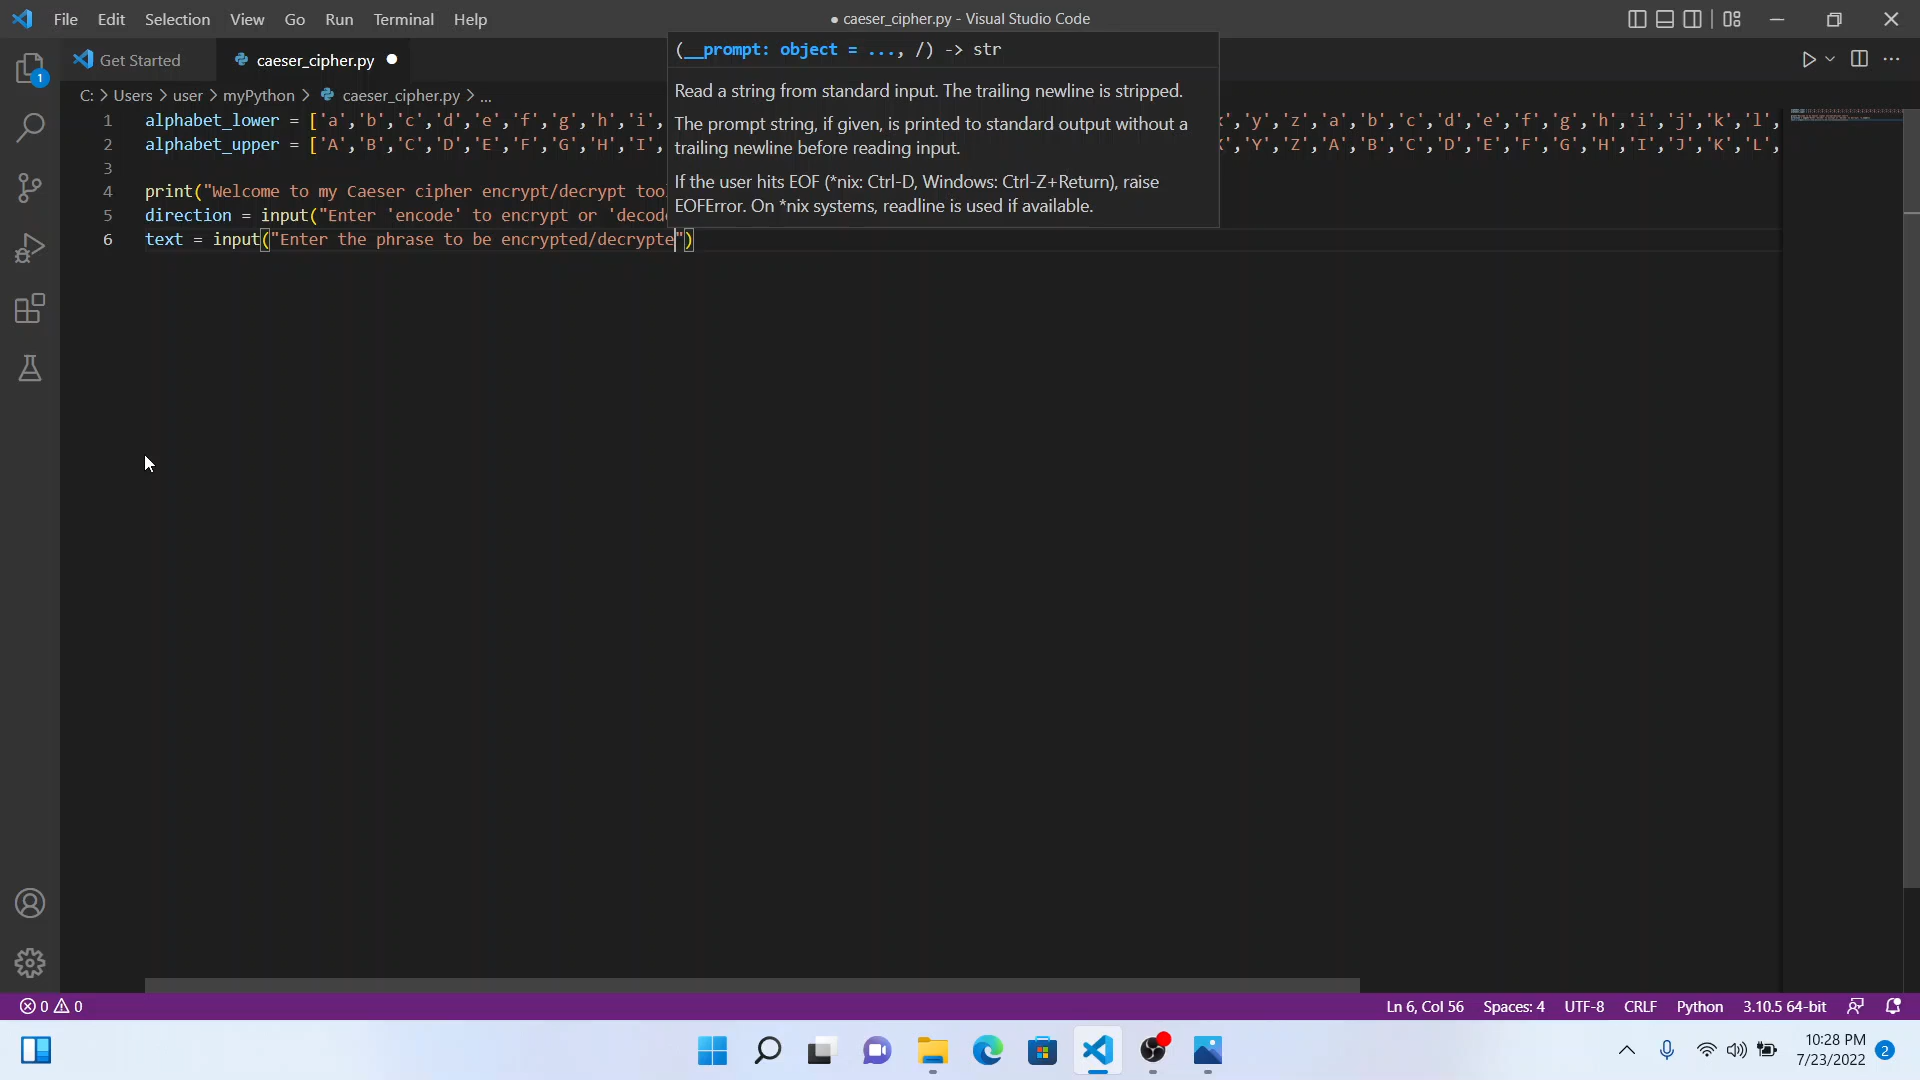 File Edit Selection View Go Run Terminal Help
● caeser_cipher.py - Visual Studio Code
Get Started
caeser_cipher.py ●
C: > Users > user > myPython > caeser_cipher.py > ...
(__prompt: object = ..., /) -> str
Read a string from standard input. The trailing newline is stripped.
The prompt string, if given, is printed to standard output without a
trailing newline before reading input.
If the user hits EOF (*nix: Ctrl-D, Windows: Ctrl-Z+Return), raise
EOFError. On *nix systems, readline is used if available.
1 alphabet_lower = ['a','b','c','d','e','f','g','h','i', ','y','z','a','b','c','d','e','f','g','h','i','j','k','l',
2 alphabet_upper = ['A','B','C','D','E','F','G','H','I', ','Y','Z','A','B','C','D','E','F','G','H','I','J','K','L',
3
4 print("Welcome to my Caeser cipher encrypt/decrypt too
5 direction = input("Enter 'encode' to encrypt or 'decod
6 text = input("Enter the phrase to be encrypted/decrypte")
1
0 0
Ln 6, Col 56 Spaces: 4 UTF-8 CRLF Python 3.10.5 64-bit
10:28 PM
7/23/2022
2